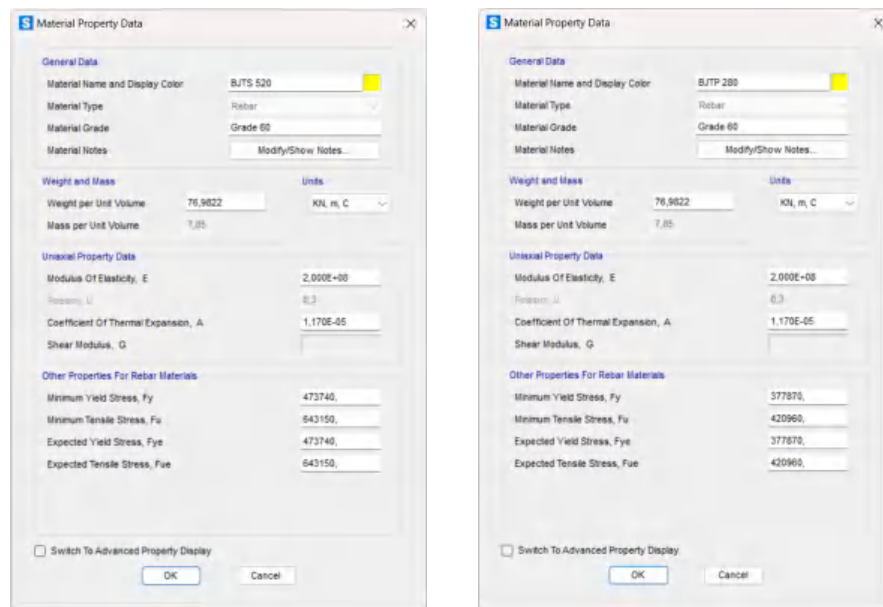 Material Property Data
General Data
Material Name and Display Color BJTS 520
Material Type Rebar
Material Grade Grade 60
Material Notes Modify/Show Notes...
Weight and Mass Units
Weight per Unit Volume 76,9822 KN, m, C
Mass per Unit Volume 7,85
Uniaxial Property Data
Modulus Of Elasticity, E 2,000E+08
Poisson, U 0,3
Coefficient Of Thermal Expansion, A 1,170E-05
Shear Modulus, G
Other Properties For Rebar Materials
Minimum Yield Stress, Fy 473740,
Minimum Tensile Stress, Fu 643150,
Expected Yield Stress, Fye 473740,
Expected Tensile Stress, Fue 643150,
Switch To Advanced Property Display
OK Cancel
Material Property Data
General Data
Material Name and Display Color BJTP 280
Material Type Rebar
Material Grade Grade 60
Material Notes Modify/Show Notes...
Weight and Mass Units
Weight per Unit Volume 76,9822 KN, m, C
Mass per Unit Volume 7,85
Uniaxial Property Data
Modulus Of Elasticity, E 2,000E+08
Poisson, U 0,3
Coefficient Of Thermal Expansion, A 1,170E-05
Shear Modulus, G
Other Properties For Rebar Materials
Minimum Yield Stress, Fy 377870,
Minimum Tensile Stress, Fu 420960,
Expected Yield Stress, Fye 377870,
Expected Tensile Stress, Fue 420960,
Switch To Advanced Property Display
OK Cancel